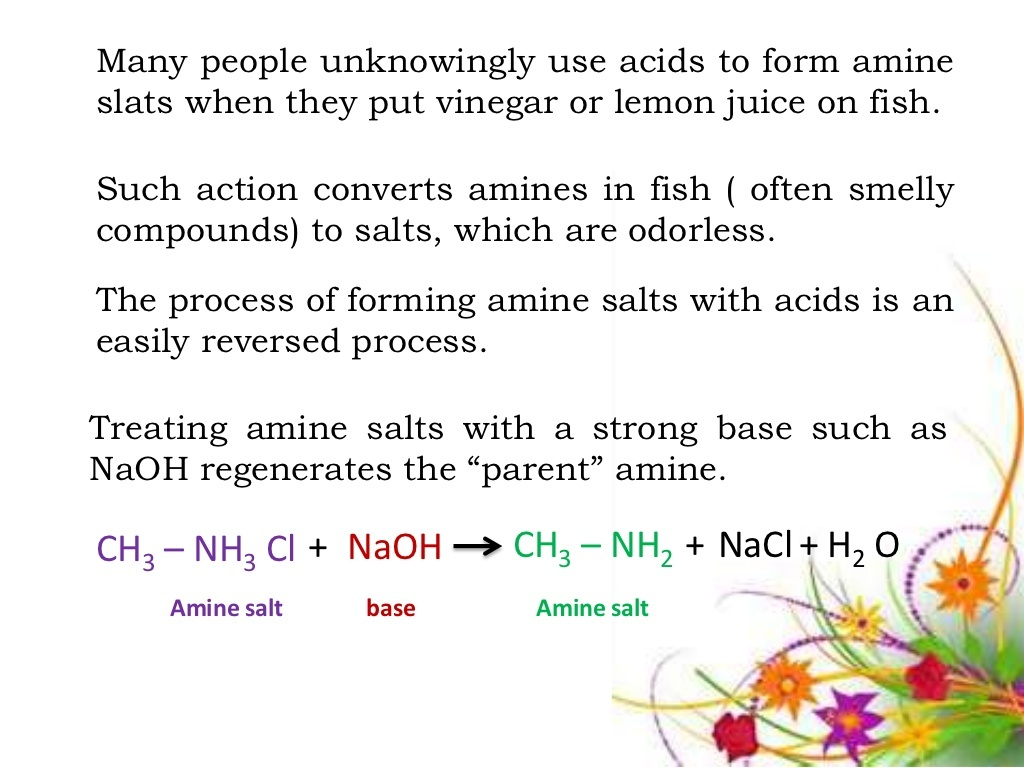 Many people unknowingly use acids to form amine
slats when they put vinegar or lemon juice on fish.
Such action converts amines in fish ( often smelly
compounds) to salts, which are odorless.
The process of forming amine salts with acids is an
easily reversed process.
Treating amine salts with a strong base such as
NaOH regenerates the “parent” amine.
CH₃ – NH₃ Cl + NaOH → CH₃ – NH₂ + NaCl + H₂ O
Amine salt base Amine salt